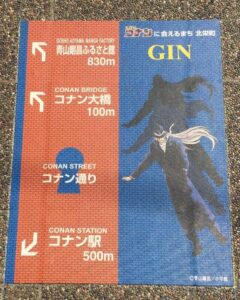 GOSHO AOYAMA MANGA FACTORY
青山剛昌ふるさと館
830m
CONAN BRIDGE
コナン大橋
100m
CONAN STREET
コナン通り
CONAN STATION
コナン駅
500m
コナンに会えるまち 北栄町
GIN
©青山剛昌／小学館